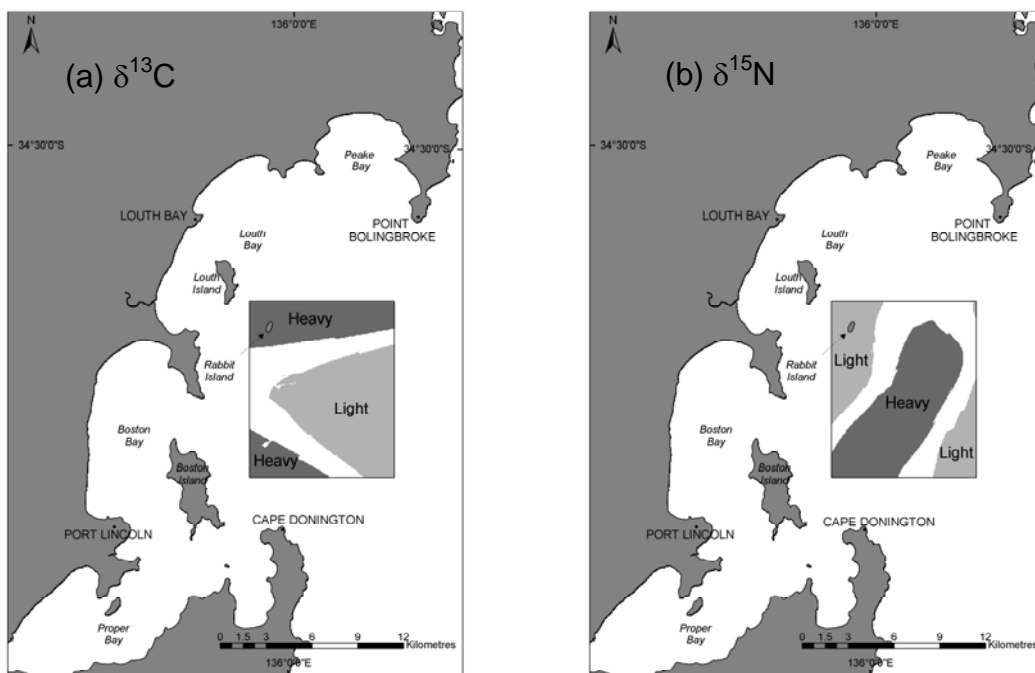 N
136°0'0"E
(a) δ13C
34°30'0"S
34°30'0"S
Peake
Bay
LOUTH BAY
POINT
BOLINGBROKE
Louth
Bay
Louth
Island
Heavy
Rabbit
Island
Light
Boston
Bay
Heavy
Boston
Island
CAPE DONINGTON
PORT LINCOLN
Proper
Bay
0 1.5 3 6 9 12
Kilometres
136°0'0"E
N
136°0'0"E
(b) δ15N
34°30'0"S
34°30'0"S
Peake
Bay
LOUTH BAY
POINT
BOLINGBROKE
Louth
Bay
Louth
Island
Rabbit
Island
Light
Heavy
Boston
Bay
Light
Boston
Island
CAPE DONINGTON
PORT LINCOLN
Proper
Bay
0 1.5 3 6 9 12
Kilometres
136°0'0"E